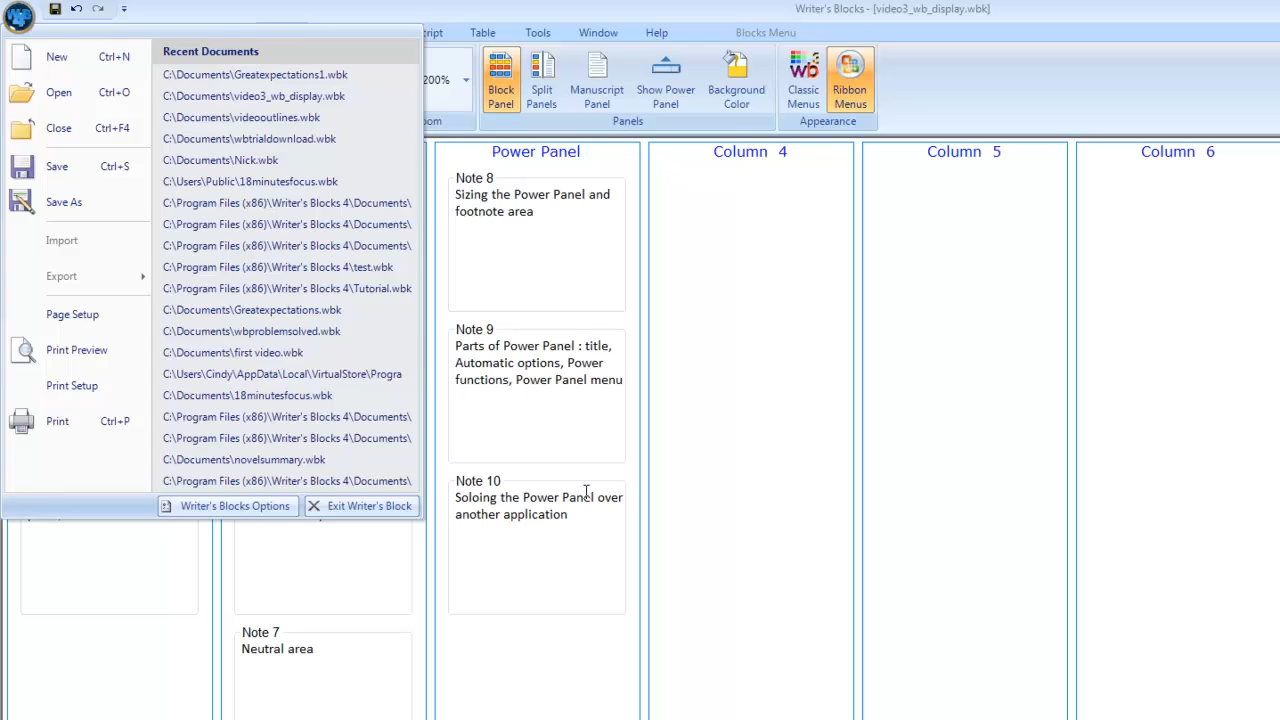 Writer's Blocks - [video3_wb_display.wbk]
Table Tools Window Help Blocks Menu
New Ctrl+N
Open Ctrl+O
Close Ctrl+F4
Save Ctrl+S
Save As
Import
Export
Page Setup
Print Preview
Print Setup
Print Ctrl+P
Recent Documents
C:\Documents\Greatexpectations1.wbk
C:\Documents\video3_wb_display.wbk
C:\Documents\videooutlines.wbk
C:\Documents\wbtrialdownload.wbk
C:\Documents\Nick.wbk
C:\Users\Public\18minutesfocus.wbk
C:\Program Files (x86)\Writer's Blocks 4\Documents\
C:\Program Files (x86)\Writer's Blocks 4\Documents\
C:\Program Files (x86)\Writer's Blocks 4\Documents\
C:\Program Files (x86)\Writer's Blocks 4\test.wbk
C:\Program Files (x86)\Writer's Blocks 4\Tutorial.wbk
C:\Documents\Greatexpectations.wbk
C:\Documents\wbproblemsolved.wbk
C:\Documents\first video.wbk
C:\Users\Cindy\AppData\Local\VirtualStore\Progra
C:\Documents\18minutesfocus.wbk
C:\Program Files (x86)\Writer's Blocks 4\Documents\
C:\Program Files (x86)\Writer's Blocks 4\Documents\
C:\Documents\novelsummary.wbk
C:\Program Files (x86)\Writer's Blocks 4\Documents\
Writer's Blocks Options Exit Writer's Block
200%
Block Panel
Split Panels
Manuscript Panel
Show Power Panel
Background Color
Classic Menus
Ribbon Menus
Panels Appearance
Power Panel Column 4 Column 5 Column 6
Note 8
Sizing the Power Panel and
footnote area
Note 9
Parts of Power Panel : title,
Automatic options, Power
functions, Power Panel menu
Note 10
Soloing the Power Panel over
another application
Note 7
Neutral area